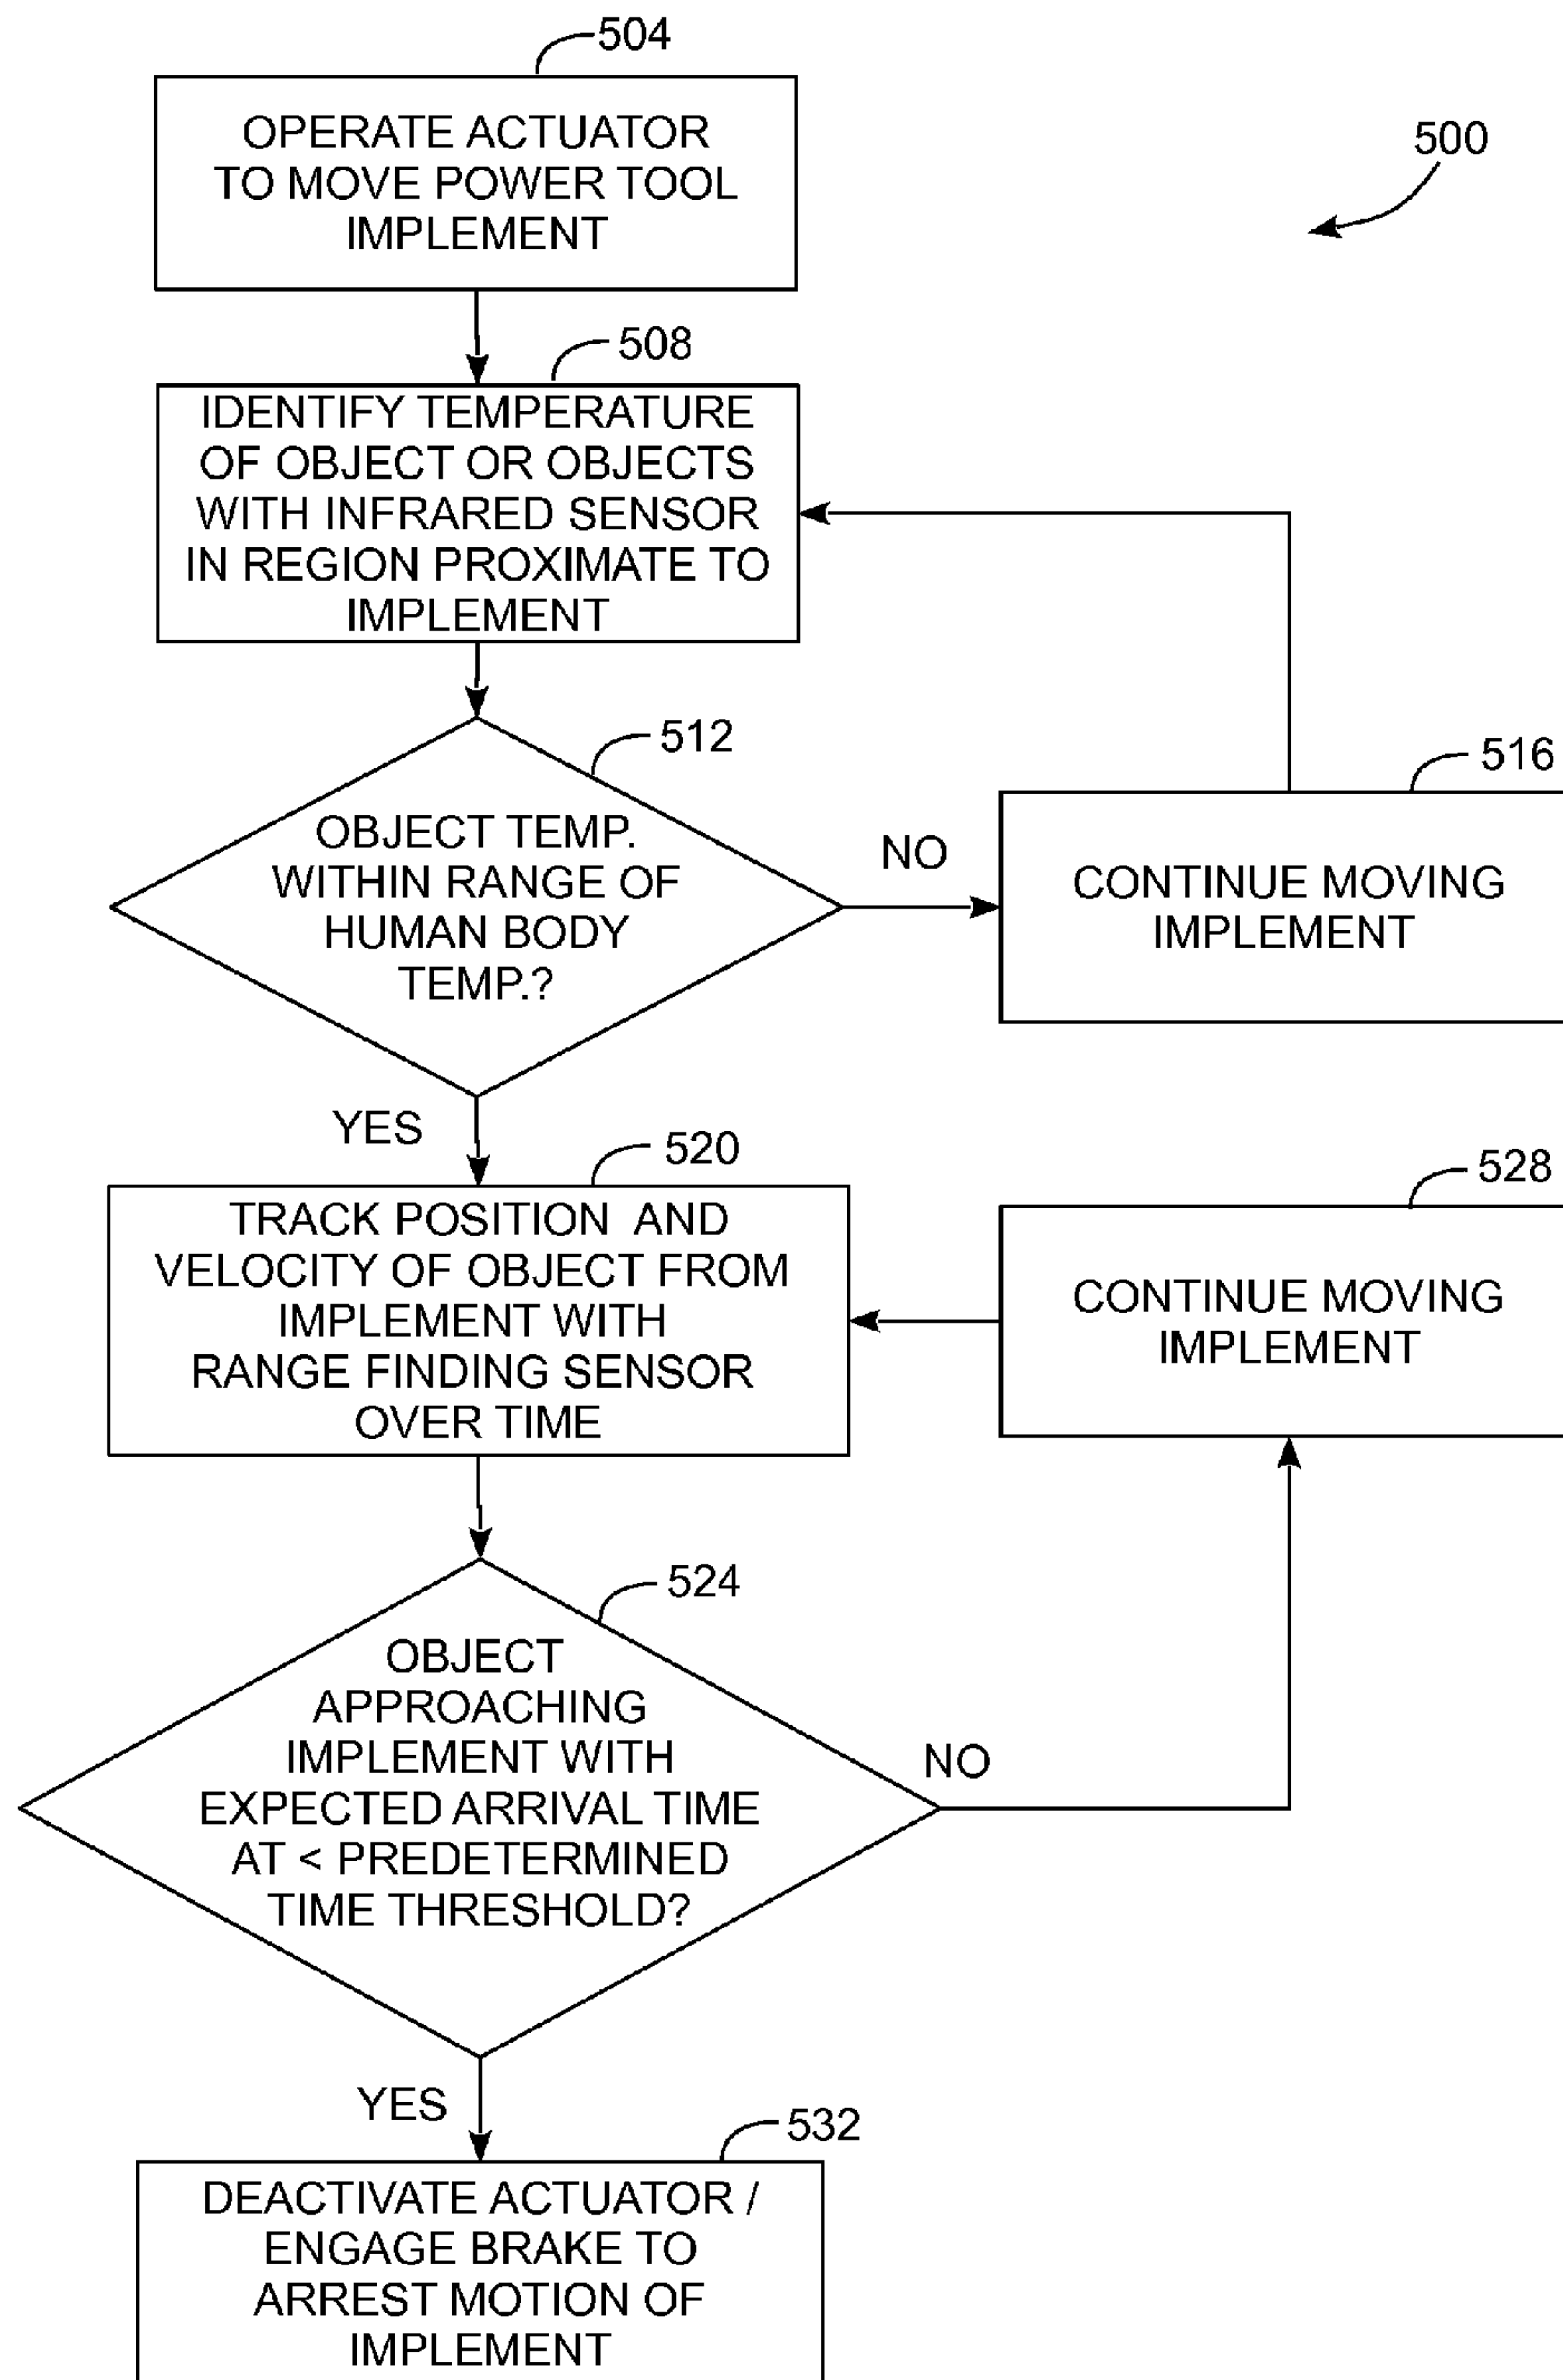 504
500
OPERATE ACTUATOR
TO MOVE POWER TOOL
IMPLEMENT
508
IDENTIFY TEMPERATURE
OF OBJECT OR OBJECTS
WITH INFRARED SENSOR
IN REGION PROXIMATE TO
IMPLEMENT
512
OBJECT TEMP.
WITHIN RANGE OF
HUMAN BODY
TEMP.?
NO
516
CONTINUE MOVING
IMPLEMENT
YES
520
TRACK POSITION AND
VELOCITY OF OBJECT FROM
IMPLEMENT WITH
RANGE FINDING SENSOR
OVER TIME
528
CONTINUE MOVING
IMPLEMENT
524
OBJECT
APPROACHING
IMPLEMENT WITH
EXPECTED ARRIVAL TIME
AT < PREDETERMINED
TIME THRESHOLD?
NO
YES
532
DEACTIVATE ACTUATOR /
ENGAGE BRAKE TO
ARREST MOTION OF
IMPLEMENT